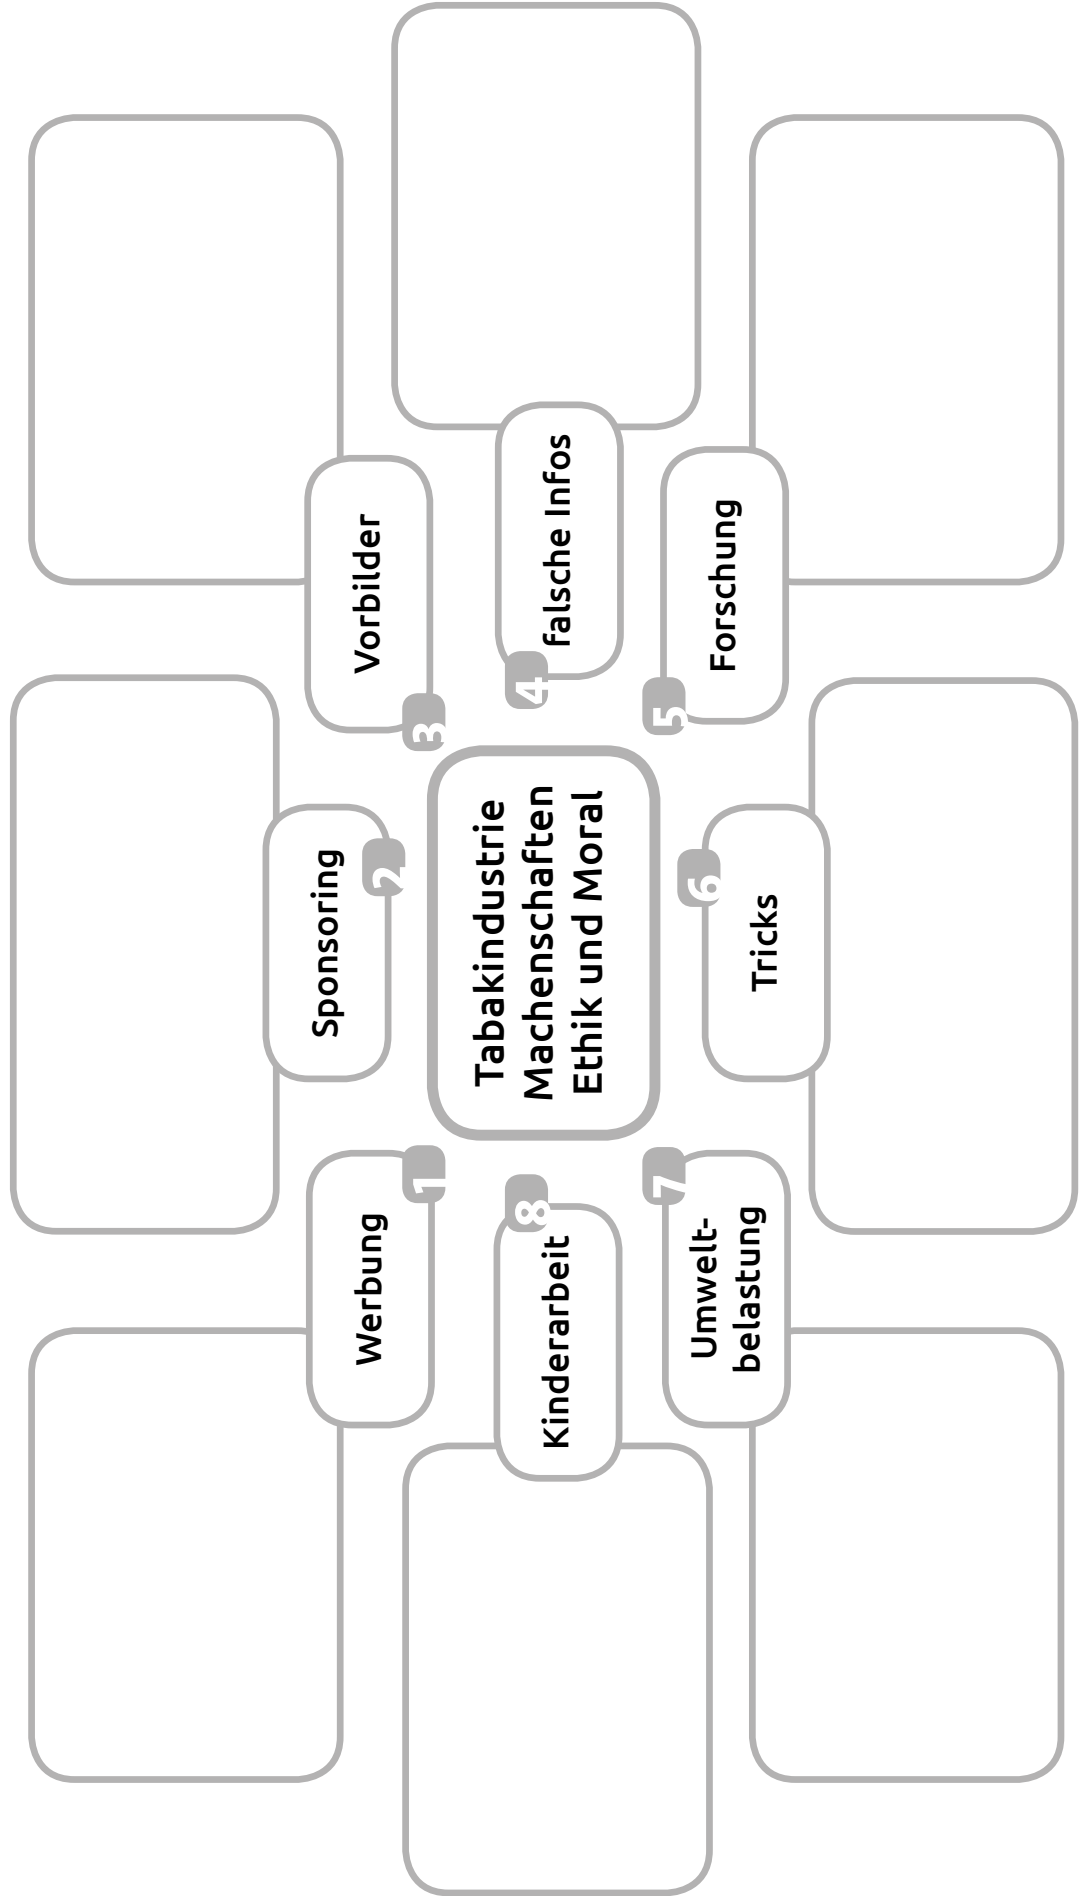 Tabakindustrie
Machenschaften
Ethik und Moral
1
Werbung
2
Sponsoring
3
Vorbilder
4
falsche Infos
5
Forschung
6
Tricks
7
Umwelt-
belastung
8
Kinderarbeit